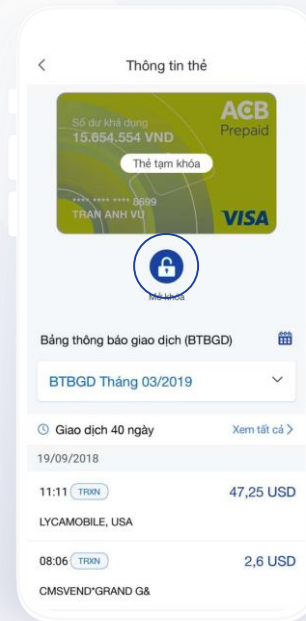 Thông tin thẻ
ACB
Prepaid
Số dư khả dụng
15.654.554 VND
Thẻ tạm khóa
**** **** **** 8699
TRAN ANH VU
VISA
Mở khóa
Bảng thông báo giao dịch (BTBGD)
BTBGD Tháng 03/2019
Giao dịch 40 ngày Xem tất cả
19/09/2018
11:11 TRXN 47,25 USD
LYCAMOBILE, USA
08:06 TRXN 2,6 USD
CMSVEND*GRAND G&